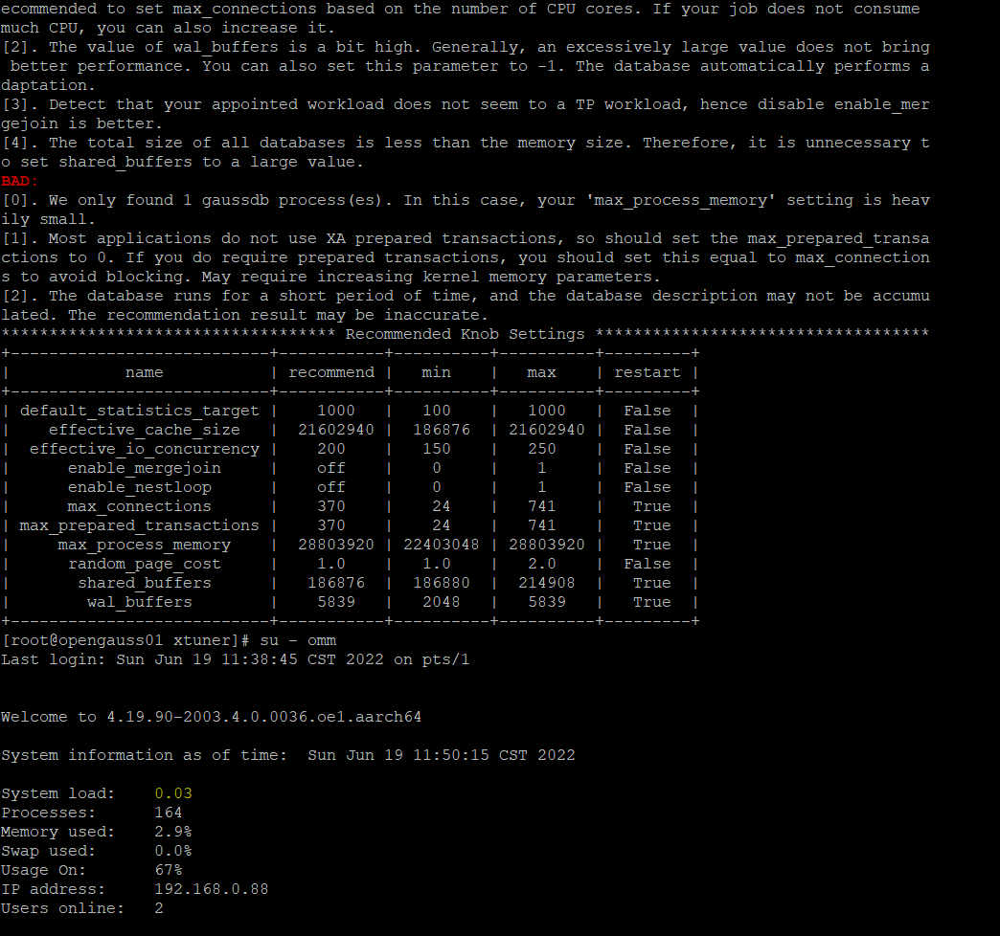 ecommended to set max_connections based on the number of CPU cores. If your job does not consume
much CPU, you can also increase it.
[2]. The value of wal_buffers is a bit high. Generally, an excessively large value does not bring
 better performance. You can also set this parameter to -1. The database automatically performs a
daptation.
[3]. Detect that your appointed workload does not seem to a TP workload, hence disable enable_mer
gejoin is better.
[4]. The total size of all databases is less than the memory size. Therefore, it is unnecessary t
o set shared_buffers to a large value.
BAD:
[0]. We only found 1 gaussdb process(es). In this case, your 'max_process_memory' setting is heav
ily small.
[1]. Most applications do not use XA prepared transactions, so should set the max_prepared_transa
ctions to 0. If you do require prepared transactions, you should set this equal to max_connection
s to avoid blocking. May require increasing kernel memory parameters.
[2]. The database runs for a short period of time, and the database description may not be accumu
lated. The recommendation result may be inaccurate.
*********************************** Recommended Knob Settings ***********************************
+---------------------------+-----------+----------+----------+---------+
|            name           | recommend |   min    |   max    | restart |
+---------------------------+-----------+----------+----------+---------+
| default_statistics_target |    1000   |   100    |   1000   |  False  |
|    effective_cache_size   |  21602940 |  186876  | 21602940 |  False  |
|  effective_io_concurrency |    200    |   150    |   250    |  False  |
|      enable_mergejoin     |    off    |    0     |    1     |  False  |
|      enable_nestloop      |    off    |    0     |    1     |  False  |
|      max_connections      |    370    |    24    |   741    |   True  |
| max_prepared_transactions |    370    |    24    |   741    |   True  |
|     max_process_memory    |  28803920 | 22403048 | 28803920 |   True  |
|      random_page_cost     |    1.0    |   1.0    |   2.0    |  False  |
|       shared_buffers      |   186876  |  186880  |  214908  |   True  |
|        wal_buffers        |    5839   |   2048   |   5839   |   True  |
+---------------------------+-----------+----------+----------+---------+
[root@opengauss01 xtuner]# su - omm
Last login: Sun Jun 19 11:38:45 CST 2022 on pts/1
Welcome to 4.19.90-2003.4.0.0036.oe1.aarch64
System information as of time:  Sun Jun 19 11:50:15 CST 2022
System load:    0.03
Processes:      164
Memory used:    2.9%
Swap used:      0.0%
Usage On:       67%
IP address:     192.168.0.88
Users online:   2